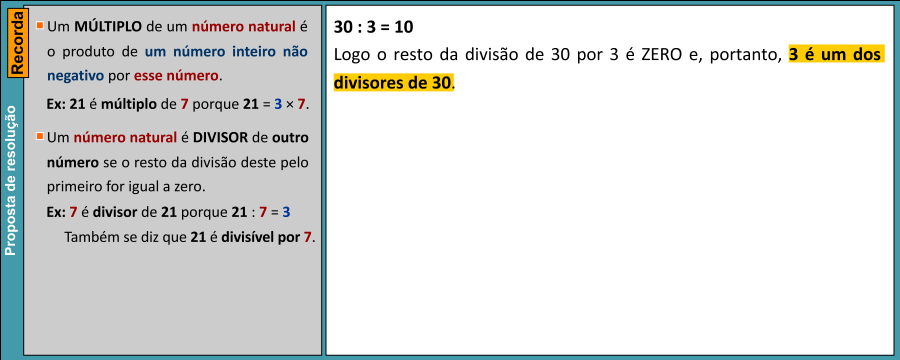 Recorda
Proposta de resolução
Um MÚLTIPLO de um número natural é
o produto de um número inteiro não
negativo por esse número.
Ex: 21 é múltiplo de 7 porque 21 = 3 × 7.
Um número natural é DIVISOR de outro
número se o resto da divisão deste pelo
primeiro for igual a zero.
Ex: 7 é divisor de 21 porque 21 : 7 = 3
Também se diz que 21 é divisível por 7.
30 : 3 = 10
Logo o resto da divisão de 30 por 3 é ZERO e, portanto, 3 é um dos
divisores de 30.